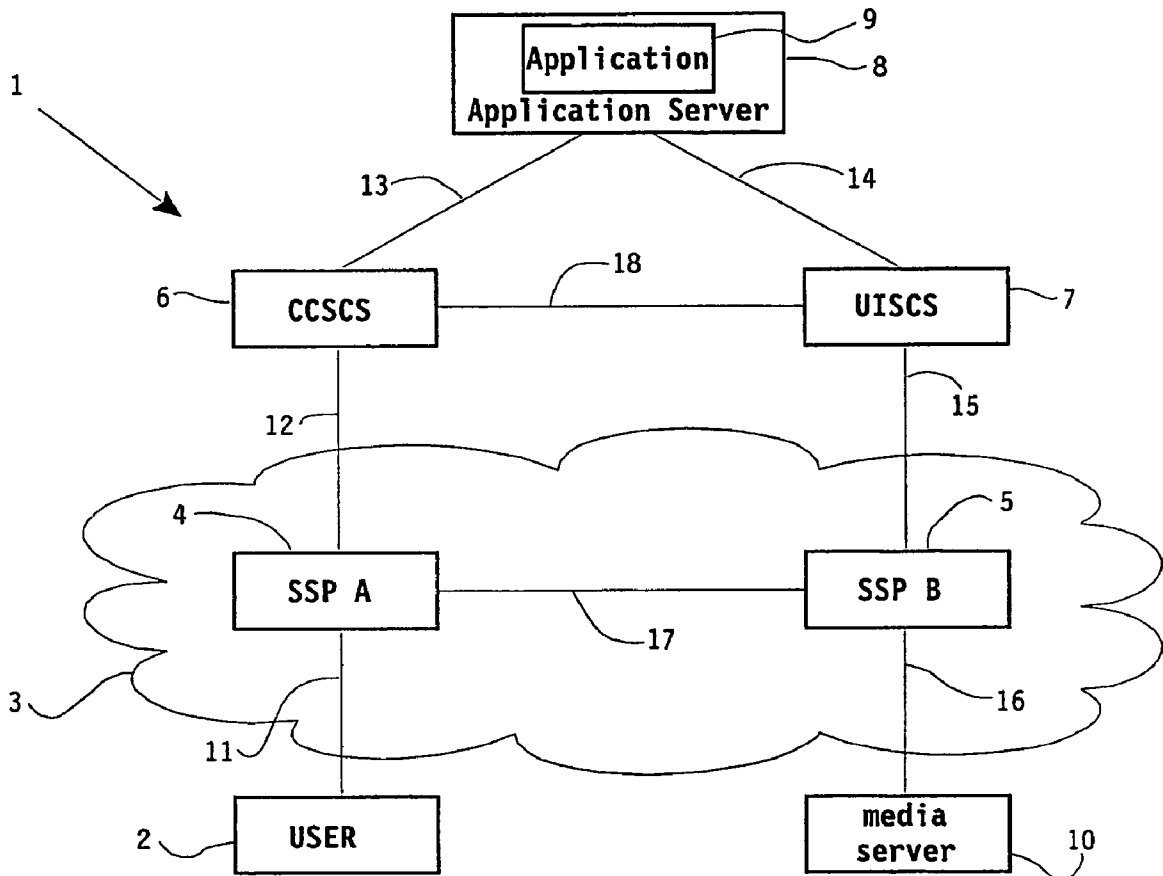 9
Application
8
1
Application Server
13
14
18
6
CCSCS
UISCS
7
12
15
4
5
SSP A
SSP B
17
3
16
11
2
USER
media
server
10